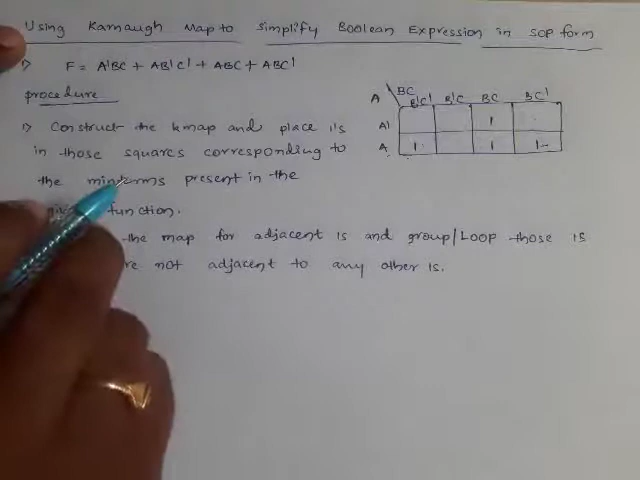 Using Karnaugh Map to simplify Boolean Expression in SOP form
1) F = A'BC + AB'C' + ABC + ABC'
procedure
A BC
B'C' B'C BC BC'
A' 1
A 1 1 1
1) Construct the kmap and place 1s
in those squares corresponding to
the minterms present in the
function.
the map for adjacent 1s and group/LOOP those 1s
not adjacent to any other 1s.